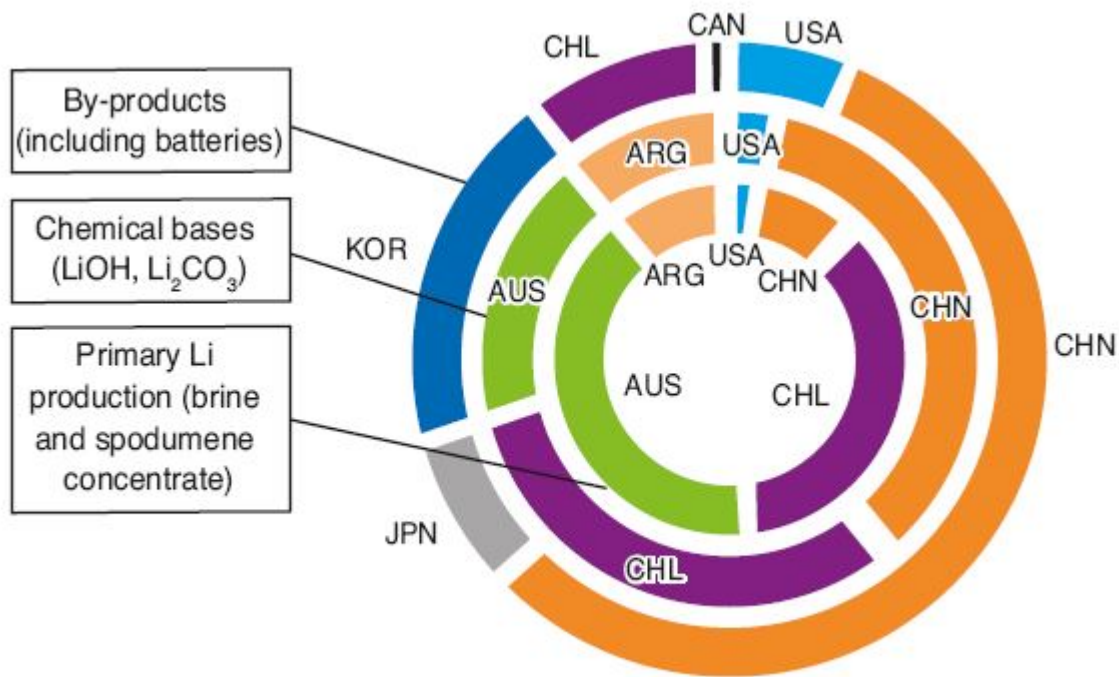 By-products
(including batteries)
Chemical bases
(LiOH, Li₂CO₃)
Primary Li
production (brine
and spodumene
concentrate)
CHL
CAN
USA
CHN
JPN
KOR
ARG
USA
CHN
CHL
AUS
ARG
USA
CHN
CHL
AUS